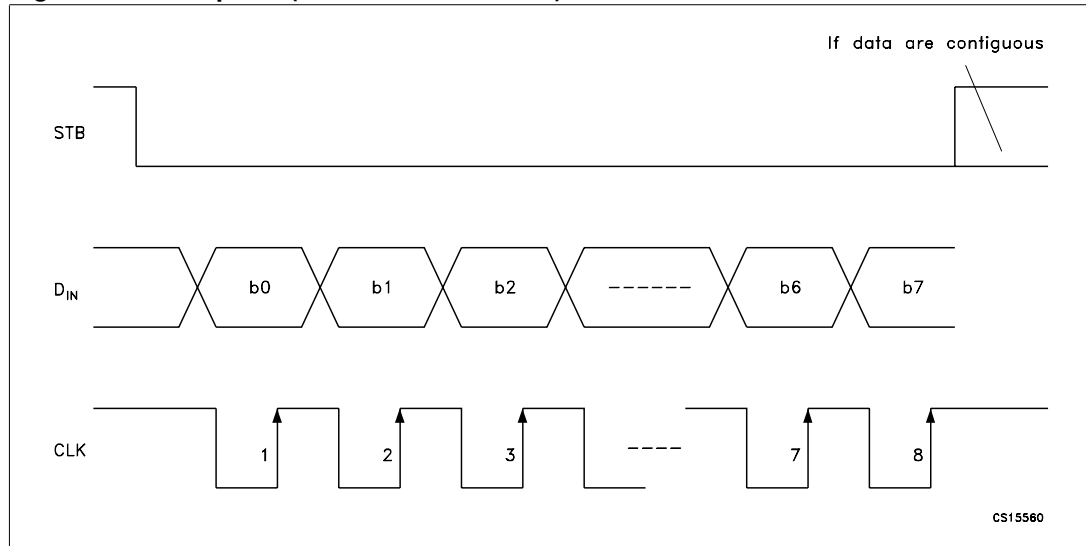 If data are contiguous
STB
D_IN b0 b1 b2 ------ b6 b7
CLK 1 2 3 ---- 7 8
CS15560